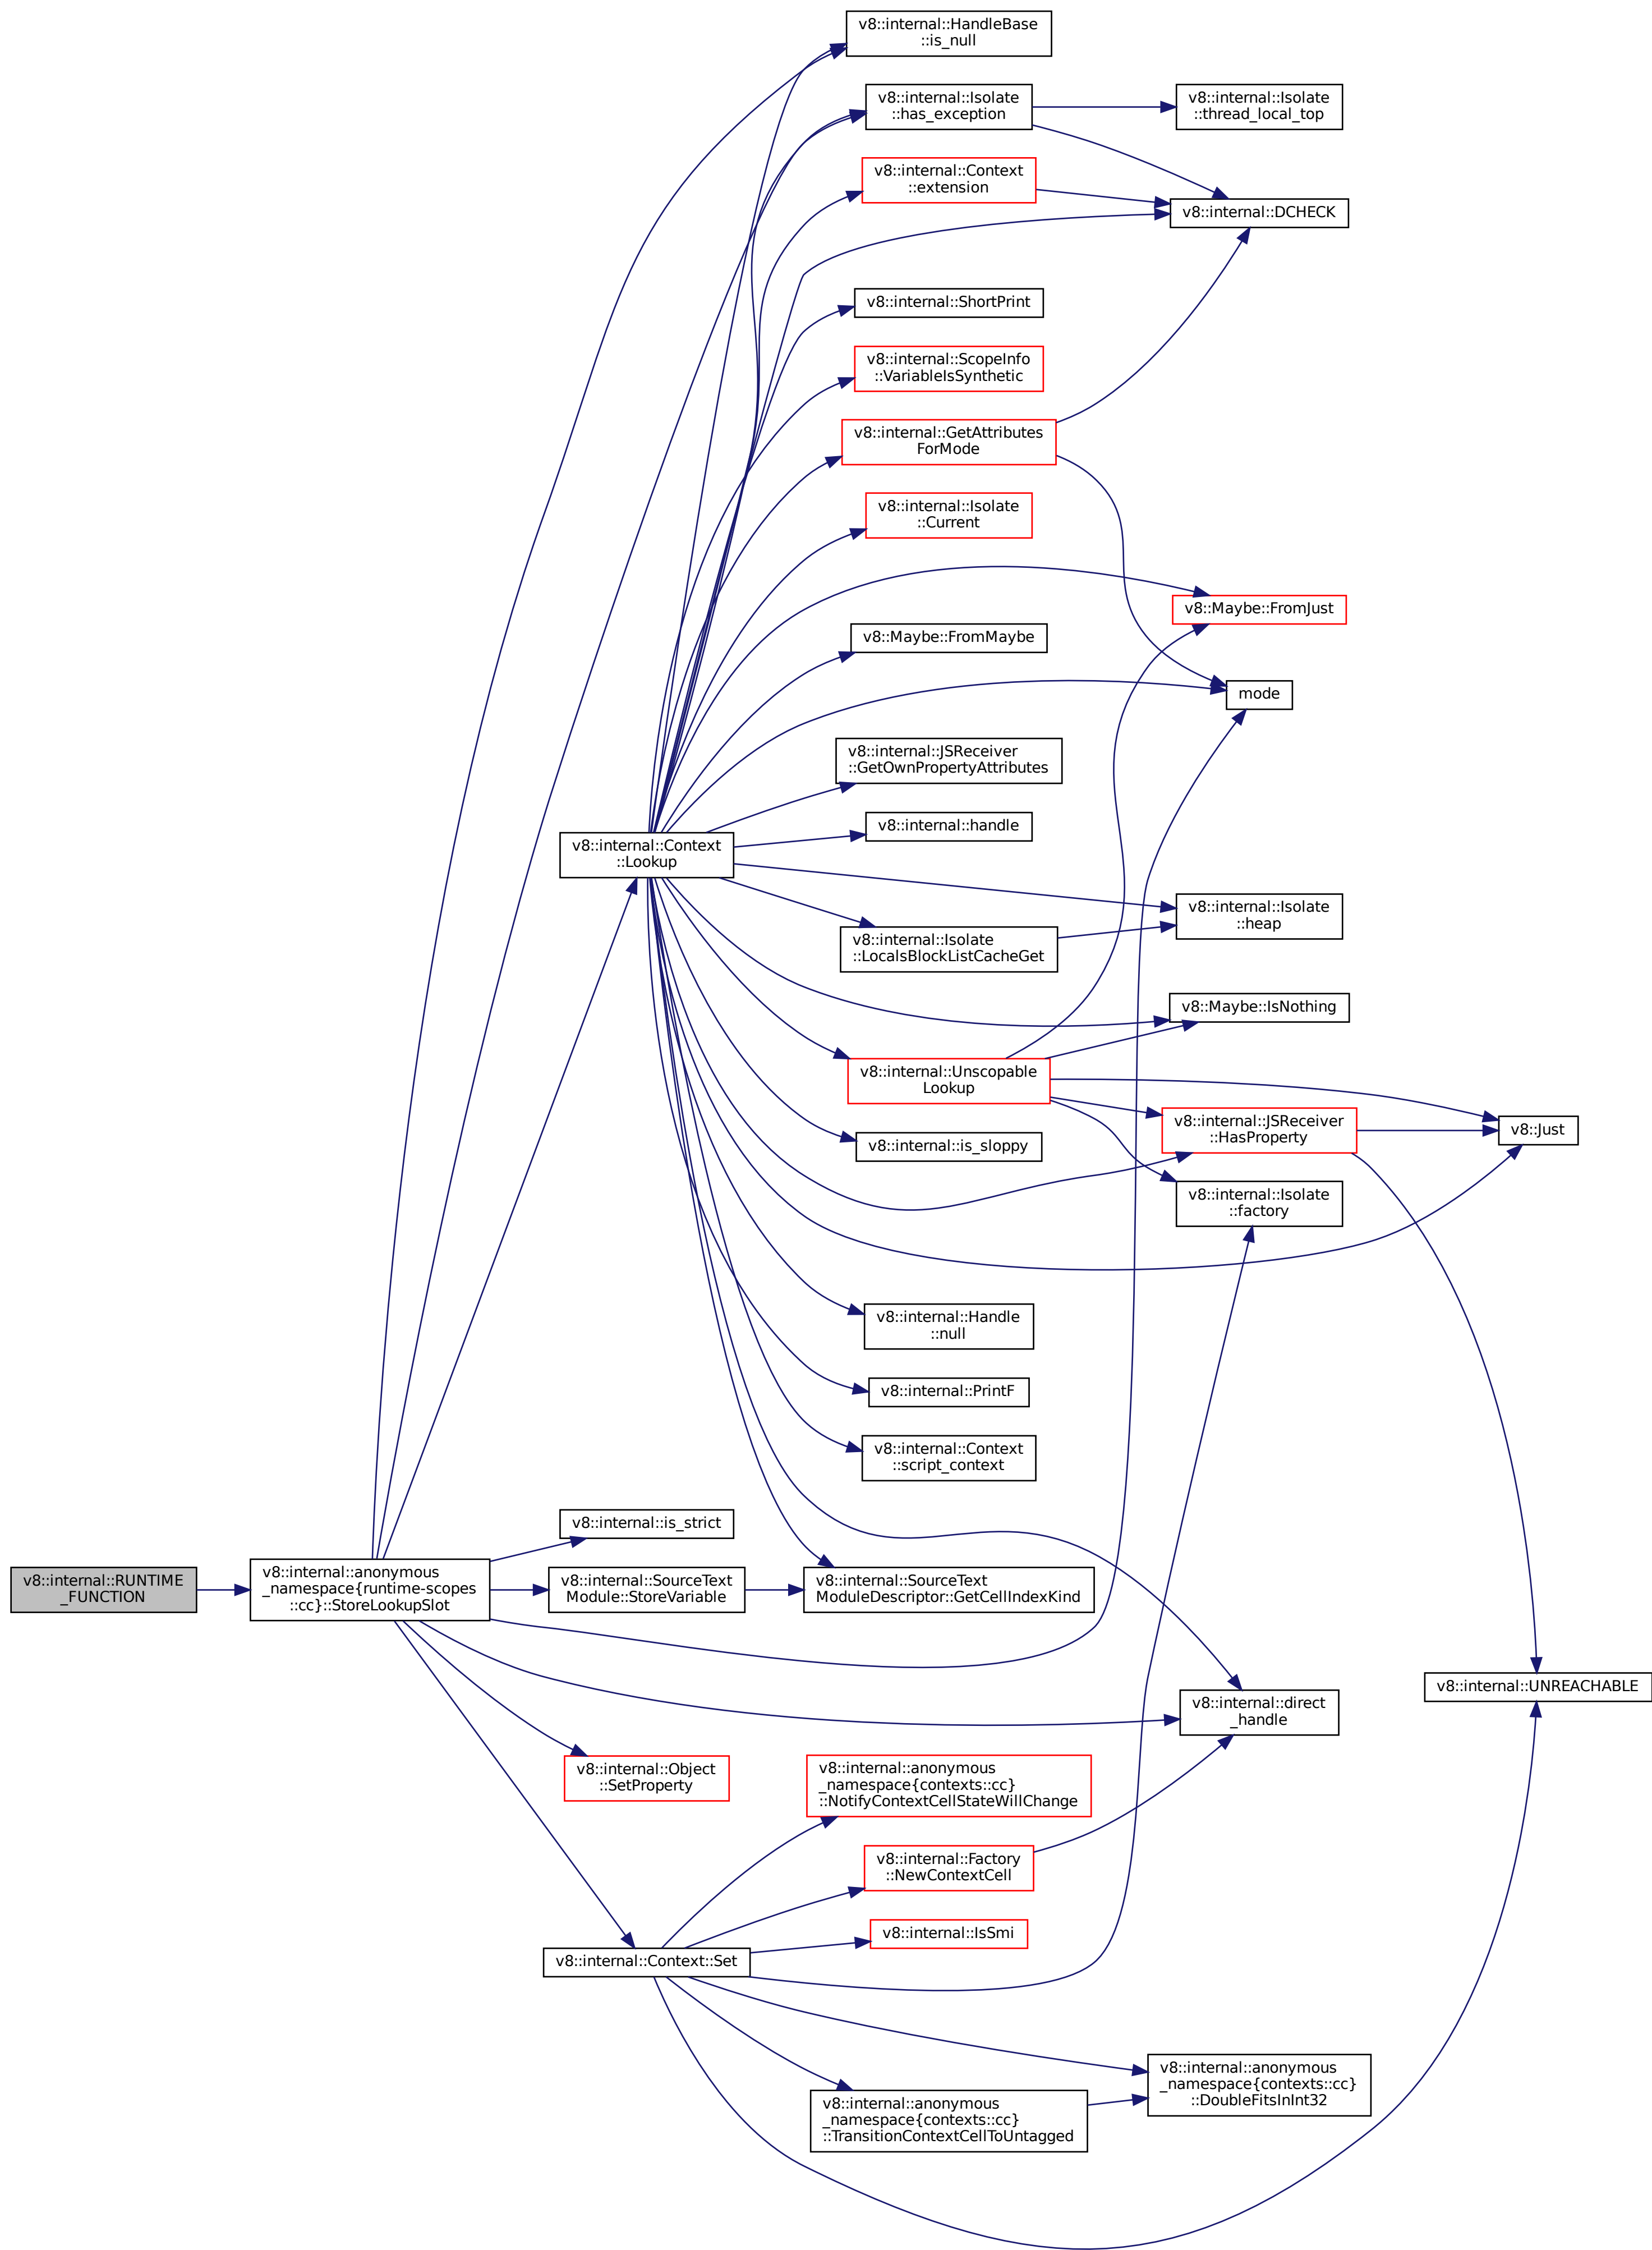 v8::internal::HandleBase
::is_null
v8::internal::Isolate
::has_exception
v8::internal::Isolate
::thread_local_top
v8::internal::Context
::extension
v8::internal::DCHECK
v8::internal::ShortPrint
v8::internal::ScopeInfo
::VariableIsSynthetic
v8::internal::GetAttributes
ForMode
v8::internal::Isolate
::Current
v8::Maybe::FromJust
v8::Maybe::FromMaybe
mode
v8::internal::JSReceiver
::GetOwnPropertyAttributes
v8::internal::handle
v8::internal::Context
::Lookup
v8::internal::Isolate
::heap
v8::internal::Isolate
::LocalsBlockListCacheGet
v8::Maybe::IsNothing
v8::internal::Unscopable
Lookup
v8::internal::JSReceiver
::HasProperty
v8::Just
v8::internal::is_sloppy
v8::internal::Isolate
::factory
v8::internal::Handle
::null
v8::internal::PrintF
v8::internal::Context
::script_context
v8::internal::is_strict
v8::internal::RUNTIME
_FUNCTION
v8::internal::anonymous
_namespace{runtime-scopes
::cc}::StoreLookupSlot
v8::internal::SourceText
Module::StoreVariable
v8::internal::SourceText
ModuleDescriptor::GetCellIndexKind
v8::internal::UNREACHABLE
v8::internal::direct
_handle
v8::internal::Object
::SetProperty
v8::internal::anonymous
_namespace{contexts::cc}
::NotifyContextCellStateWillChange
v8::internal::Factory
::NewContextCell
v8::internal::IsSmi
v8::internal::Context::Set
v8::internal::anonymous
_namespace{contexts::cc}
::DoubleFitsInInt32
v8::internal::anonymous
_namespace{contexts::cc}
::TransitionContextCellToUntagged